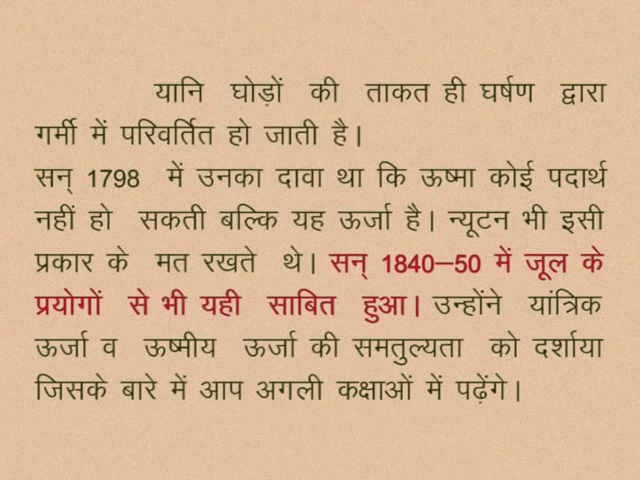 यानि घोड़ों की ताकत ही घर्षण द्वारा
गर्मी में परिवर्तित हो जाती है।
सन् 1798 में उनका दावा था कि ऊष्मा कोई पदार्थ
नहीं हो सकती बल्कि यह ऊर्जा है। न्यूटन भी इसी
प्रकार के मत रखते थे। सन् 1840–50 में जूल के
प्रयोगों से भी यही साबित हुआ। उन्होंने यांत्रिक
ऊर्जा व ऊष्मीय ऊर्जा की समतुल्यता को दर्शाया
जिसके बारे में आप अगली कक्षाओं में पढ़ेंगे।